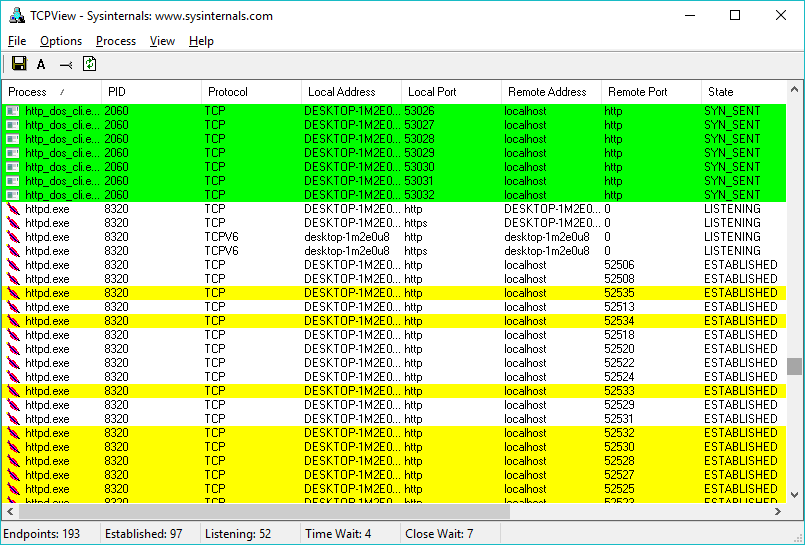 TCPView - Sysinternals: www.sysinternals.com
File Options Process View Help
A
Process / PID Protocol Local Address Local Port Remote Address Remote Port State
http_dos_cli.e... 2060 TCP DESKTOP-1M2E0... 53026 localhost http SYN_SENT
http_dos_cli.e... 2060 TCP DESKTOP-1M2E0... 53027 localhost http SYN_SENT
http_dos_cli.e... 2060 TCP DESKTOP-1M2E0... 53028 localhost http SYN_SENT
http_dos_cli.e... 2060 TCP DESKTOP-1M2E0... 53029 localhost http SYN_SENT
http_dos_cli.e... 2060 TCP DESKTOP-1M2E0... 53030 localhost http SYN_SENT
http_dos_cli.e... 2060 TCP DESKTOP-1M2E0... 53031 localhost http SYN_SENT
http_dos_cli.e... 2060 TCP DESKTOP-1M2E0... 53032 localhost http SYN_SENT
httpd.exe 8320 TCP DESKTOP-1M2E0... http DESKTOP-1M2E0... 0 LISTENING
httpd.exe 8320 TCP DESKTOP-1M2E0... https DESKTOP-1M2E0... 0 LISTENING
httpd.exe 8320 TCPV6 desktop-1m2e0u8 http desktop-1m2e0u8 0 LISTENING
httpd.exe 8320 TCPV6 desktop-1m2e0u8 https desktop-1m2e0u8 0 LISTENING
httpd.exe 8320 TCP DESKTOP-1M2E0... http localhost 52506 ESTABLISHED
httpd.exe 8320 TCP DESKTOP-1M2E0... http localhost 52508 ESTABLISHED
httpd.exe 8320 TCP DESKTOP-1M2E0... http localhost 52535 ESTABLISHED
httpd.exe 8320 TCP DESKTOP-1M2E0... http localhost 52513 ESTABLISHED
httpd.exe 8320 TCP DESKTOP-1M2E0... http localhost 52534 ESTABLISHED
httpd.exe 8320 TCP DESKTOP-1M2E0... http localhost 52518 ESTABLISHED
httpd.exe 8320 TCP DESKTOP-1M2E0... http localhost 52520 ESTABLISHED
httpd.exe 8320 TCP DESKTOP-1M2E0... http localhost 52522 ESTABLISHED
httpd.exe 8320 TCP DESKTOP-1M2E0... http localhost 52524 ESTABLISHED
httpd.exe 8320 TCP DESKTOP-1M2E0... http localhost 52533 ESTABLISHED
httpd.exe 8320 TCP DESKTOP-1M2E0... http localhost 52529 ESTABLISHED
httpd.exe 8320 TCP DESKTOP-1M2E0... http localhost 52531 ESTABLISHED
httpd.exe 8320 TCP DESKTOP-1M2E0... http localhost 52532 ESTABLISHED
httpd.exe 8320 TCP DESKTOP-1M2E0... http localhost 52530 ESTABLISHED
httpd.exe 8320 TCP DESKTOP-1M2E0... http localhost 52528 ESTABLISHED
httpd.exe 8320 TCP DESKTOP-1M2E0... http localhost 52527 ESTABLISHED
httpd.exe 8320 TCP DESKTOP-1M2E0... http localhost 52525 ESTABLISHED
httpd.exe 8320 TCP DESKTOP-1M2E0... http localhost 52523 ESTABLISHED
Endpoints: 193 Established: 97 Listening: 52 Time Wait: 4 Close Wait: 7